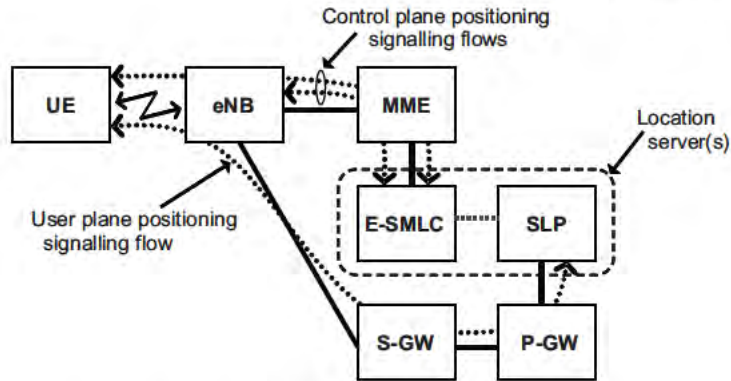 Control plane positioning
signalling flows
UE
eNB
MME
Location
server(s)
User plane positioning
signalling flow
E-SMLC
SLP
S-GW
P-GW